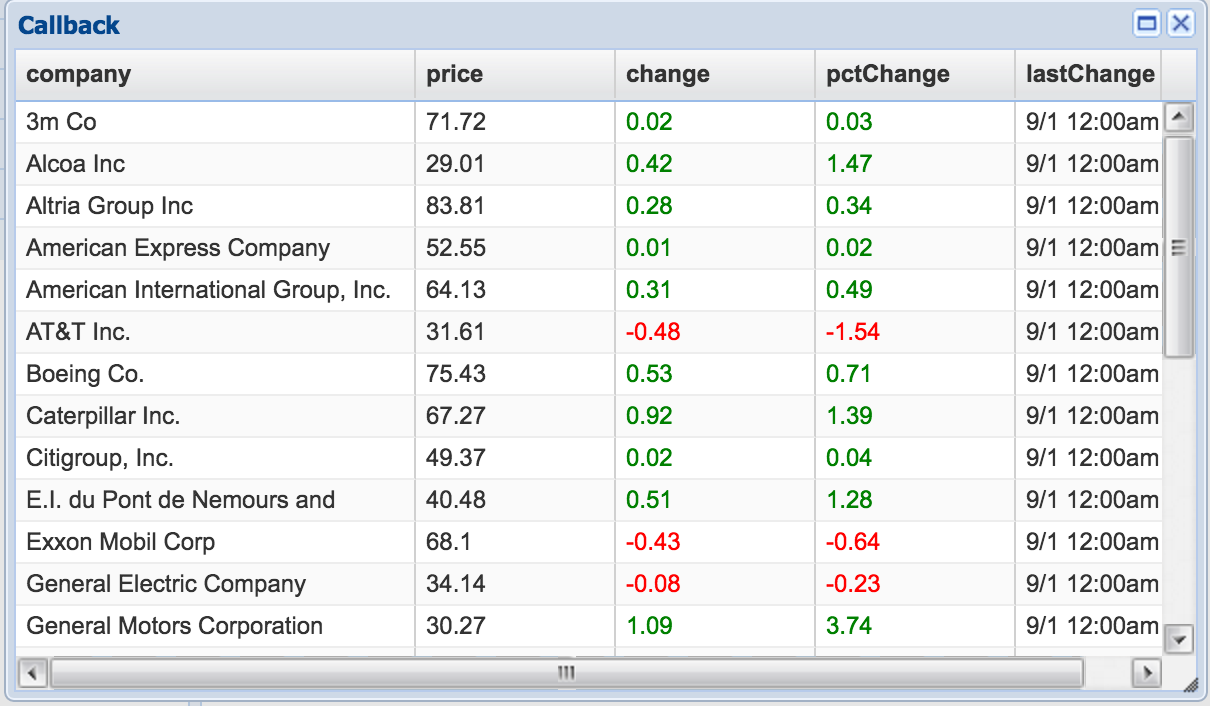 Callback
company price change pctChange lastChange
3m Co 71.72 0.02 0.03 9/1 12:00am
Alcoa Inc 29.01 0.42 1.47 9/1 12:00am
Altria Group Inc 83.81 0.28 0.34 9/1 12:00am
American Express Company 52.55 0.01 0.02 9/1 12:00am
American International Group, Inc. 64.13 0.31 0.49 9/1 12:00am
AT&T Inc. 31.61 -0.48 -1.54 9/1 12:00am
Boeing Co. 75.43 0.53 0.71 9/1 12:00am
Caterpillar Inc. 67.27 0.92 1.39 9/1 12:00am
Citigroup, Inc. 49.37 0.02 0.04 9/1 12:00am
E.I. du Pont de Nemours and 40.48 0.51 1.28 9/1 12:00am
Exxon Mobil Corp 68.1 -0.43 -0.64 9/1 12:00am
General Electric Company 34.14 -0.08 -0.23 9/1 12:00am
General Motors Corporation 30.27 1.09 3.74 9/1 12:00am